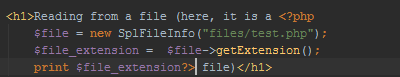 <h1>Reading from a file (here, it is a <?php
$file = new SplFileInfo("files/test.php");
$file_extension =  $file->getExtension();
print $file_extension?> file)</h1>